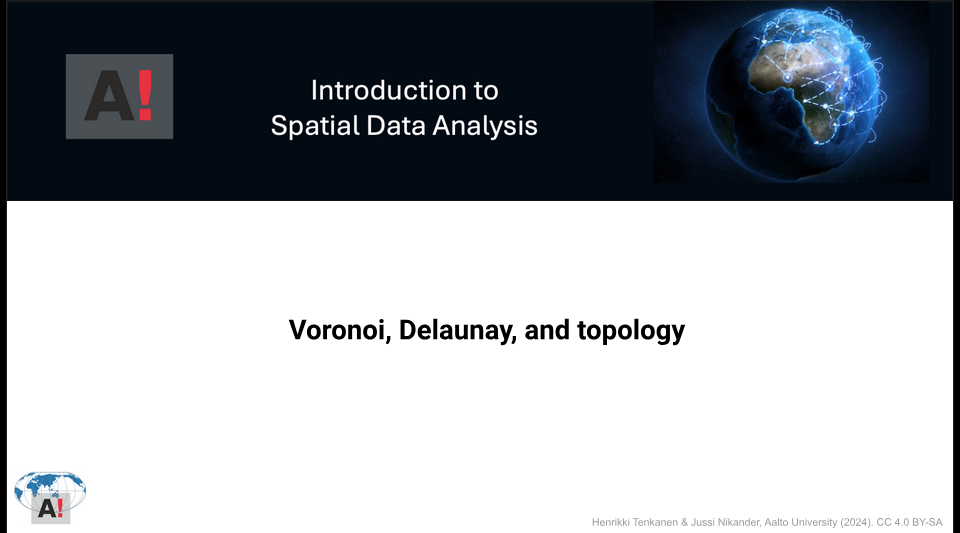 A!
Introduction to
Spatial Data Analysis
Voronoi, Delaunay, and topology
A!
Henrikki Tenkanen & Jussi Nikander, Aalto University (2024). CC 4.0 BY-SA